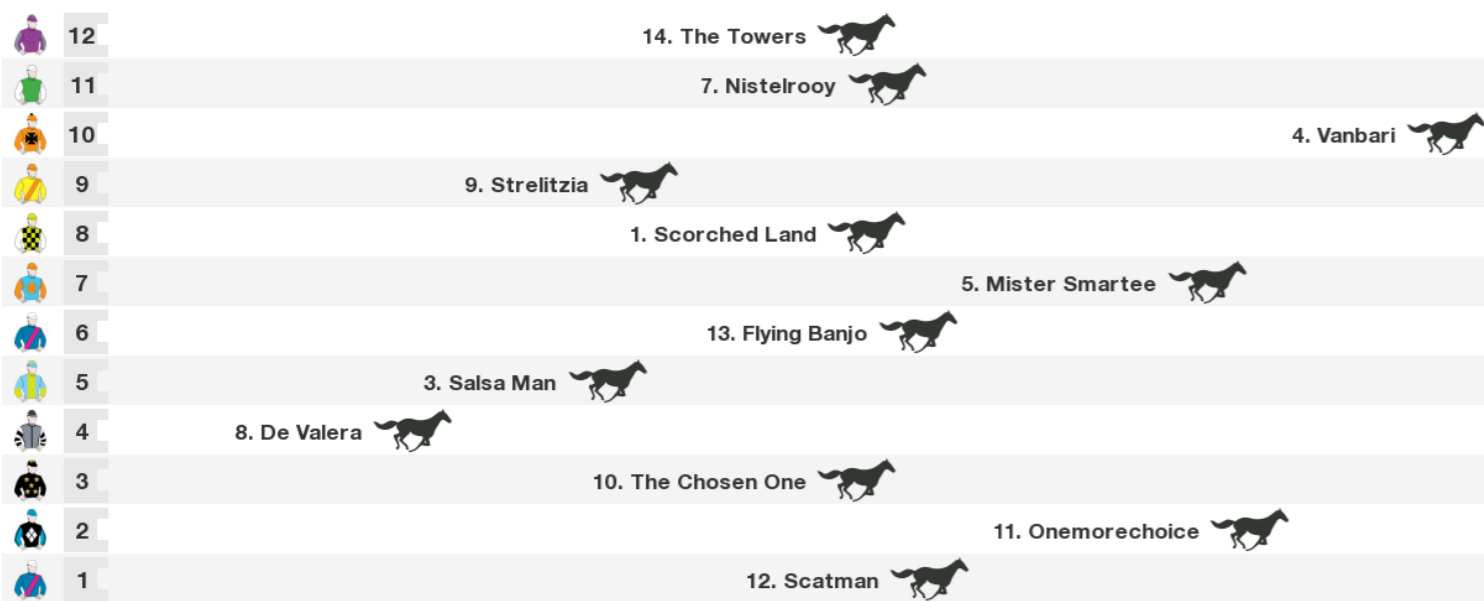 12 14. The Towers
11 7. Nistelrooy
10 4. Vanbari
9 9. Strelitzia
8 1. Scorched Land
7 5. Mister Smartee
6 13. Flying Banjo
5 3. Salsa Man
4 8. De Valera
3 10. The Chosen One
2 11. Onemorechoice
1 12. Scatman